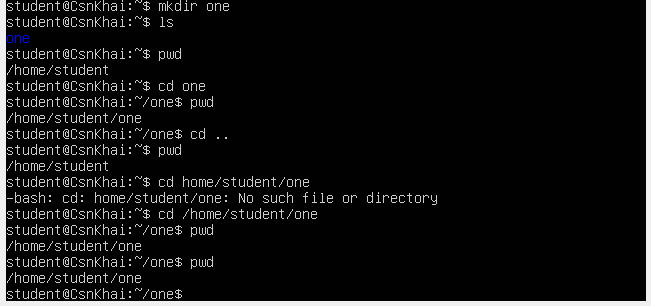 student@CsnKhai:~$ mkdir one
student@CsnKhai:~$ ls
one
student@CsnKhai:~$ pwd
/home/student
student@CsnKhai:~$ cd one
student@CsnKhai:~/one$ pwd
/home/student/one
student@CsnKhai:~/one$ cd ..
student@CsnKhai:~$ pwd
/home/student
student@CsnKhai:~$ cd home/student/one
-bash: cd: home/student/one: No such file or directory
student@CsnKhai:~$ cd /home/student/one
student@CsnKhai:~/one$ pwd
/home/student/one
student@CsnKhai:~/one$ pwd
/home/student/one
student@CsnKhai:~/one$